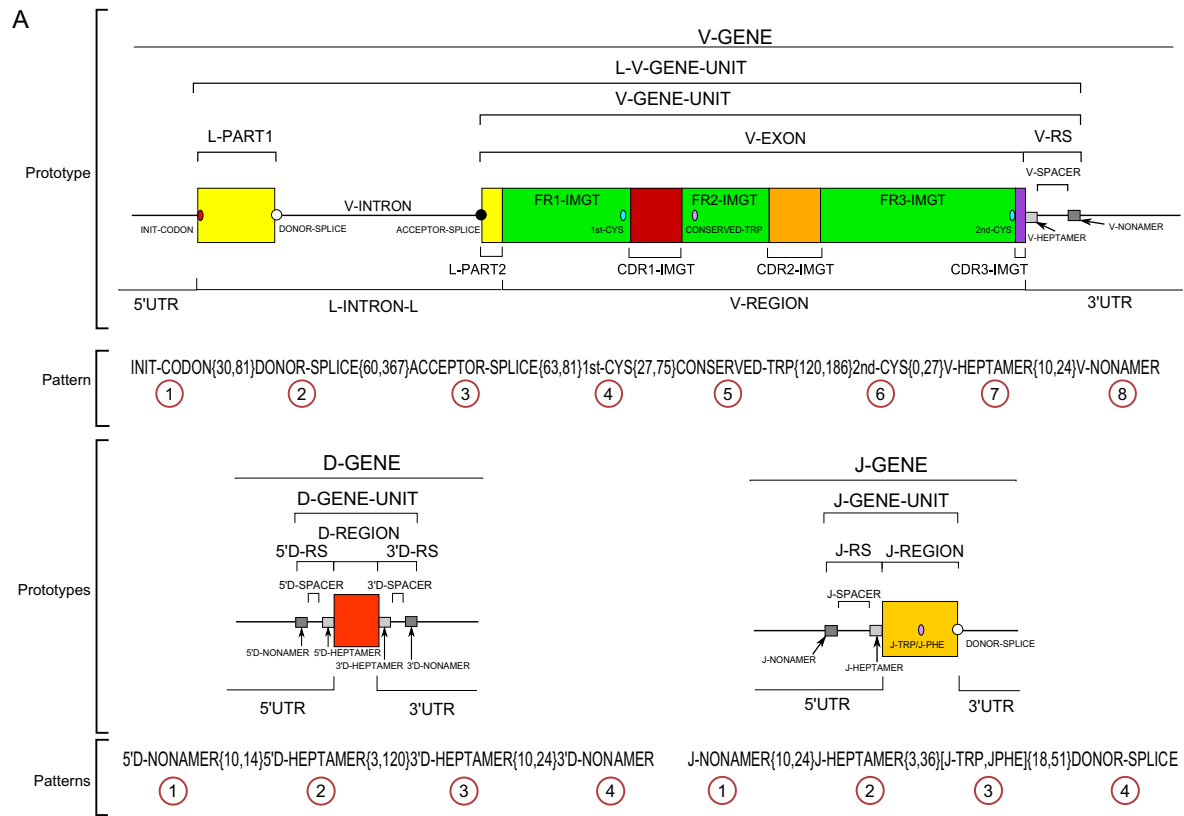 A
V-GENE
L-V-GENE-UNIT
V-GENE-UNIT
L-PART1
V-EXON
V-RS
Prototype
V-SPACER
FR1-IMGT
FR2-IMGT
FR3-IMGT
V-INTRON
INIT-CODON
DONOR-SPLICE
ACCEPTOR-SPLICE
1st-CYS
CONSERVED-TRP
2nd-CYS
V-HEPTAMER
V-NONAMER
L-PART2
CDR1-IMGT
CDR2-IMGT
CDR3-IMGT
5'UTR
L-INTRON-L
V-REGION
3'UTR
Pattern
INIT-CODON{30,81}DONOR-SPLICE{60,367}ACCEPTOR-SPLICE{63,81}1st-CYS{27,75}CONSERVED-TRP{120,186}2nd-CYS{0,27}V-HEPTAMER{10,24}V-NONAMER
1 2 3 4 5 6 7 8
Prototypes
D-GENE
D-GENE-UNIT
D-REGION
5'D-RS
3'D-RS
5'D-SPACER
3'D-SPACER
5'D-NONAMER
5'D-HEPTAMER
3'D-HEPTAMER
3'D-NONAMER
5'UTR
3'UTR
J-GENE
J-GENE-UNIT
J-RS
J-REGION
J-SPACER
J-TRP/J-PHE
DONOR-SPLICE
J-NONAMER
J-HEPTAMER
5'UTR
3'UTR
Patterns
5'D-NONAMER{10,14}5'D-HEPTAMER{3,120}3'D-HEPTAMER{10,24}3'D-NONAMER
1 2 3 4
J-NONAMER{10,24}J-HEPTAMER{3,36}[J-TRP,JPHE]{18,51}DONOR-SPLICE
1 2 3 4